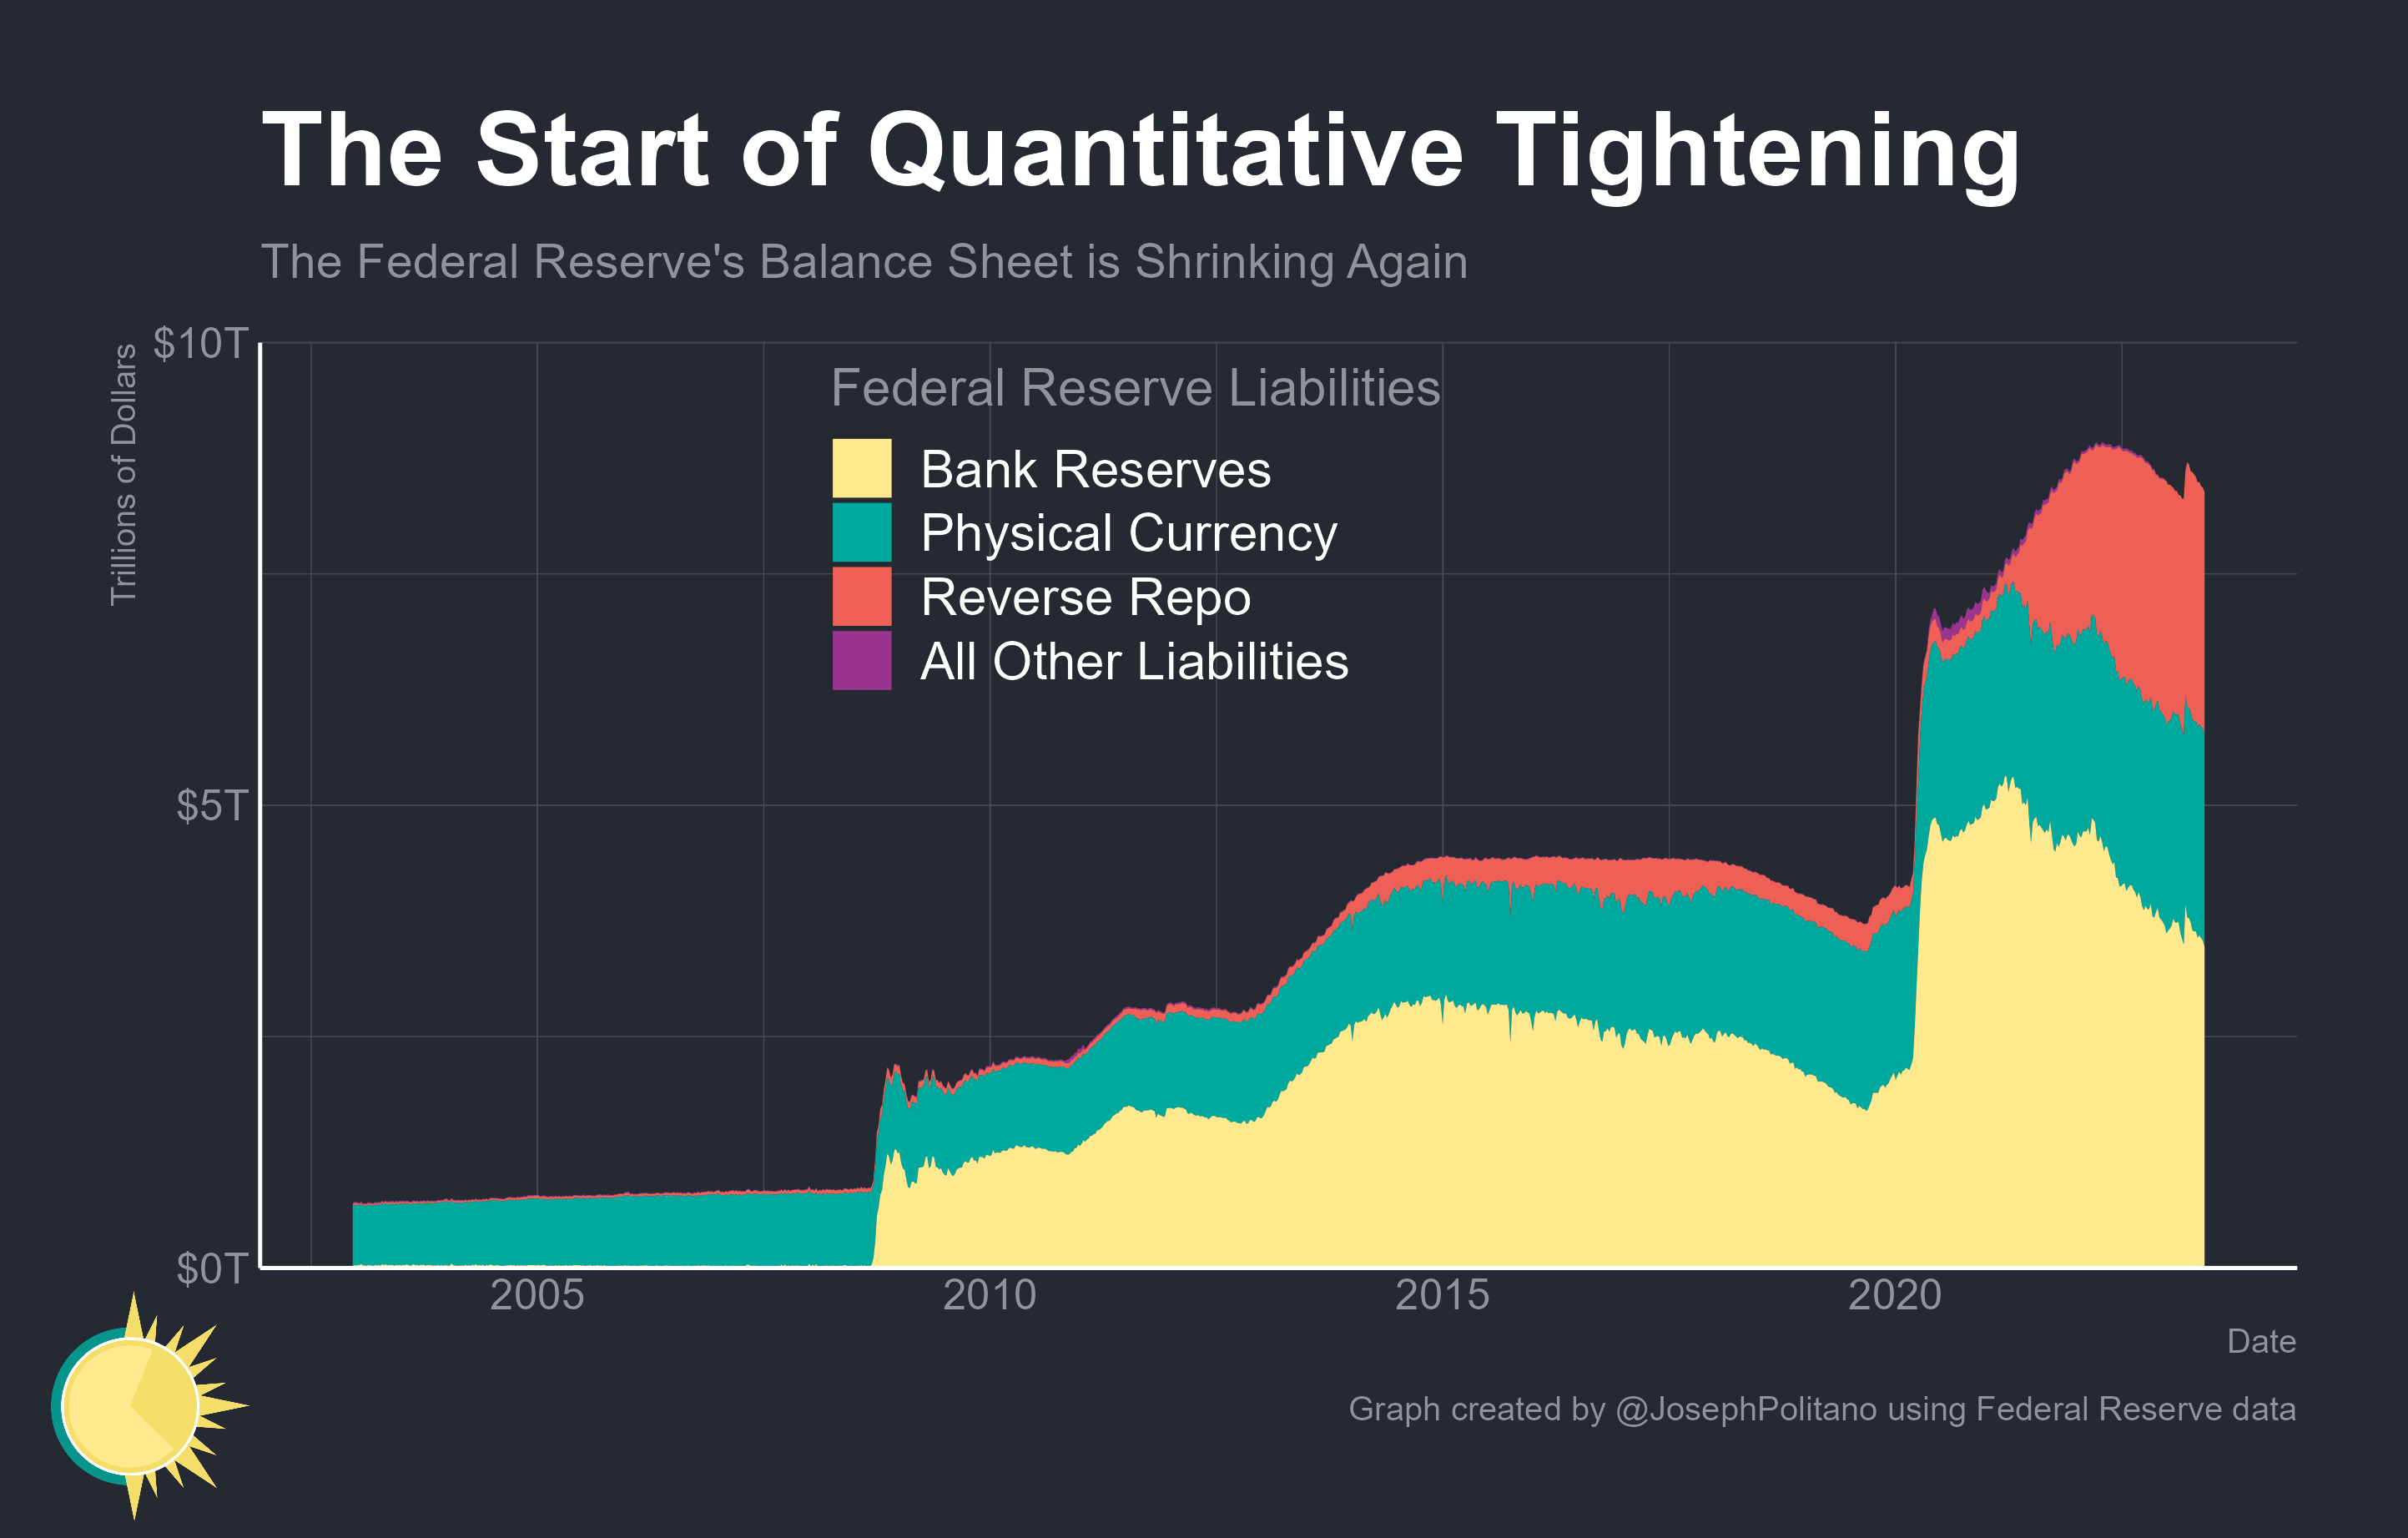 The Start of Quantitative Tightening
The Federal Reserve's Balance Sheet is Shrinking Again
Trillions of Dollars
$10T
$5T
$0T
Federal Reserve Liabilities
Bank Reserves
Physical Currency
Reverse Repo
All Other Liabilities
2005
2010
2015
2020
Date
Graph created by @JosephPolitano using Federal Reserve data